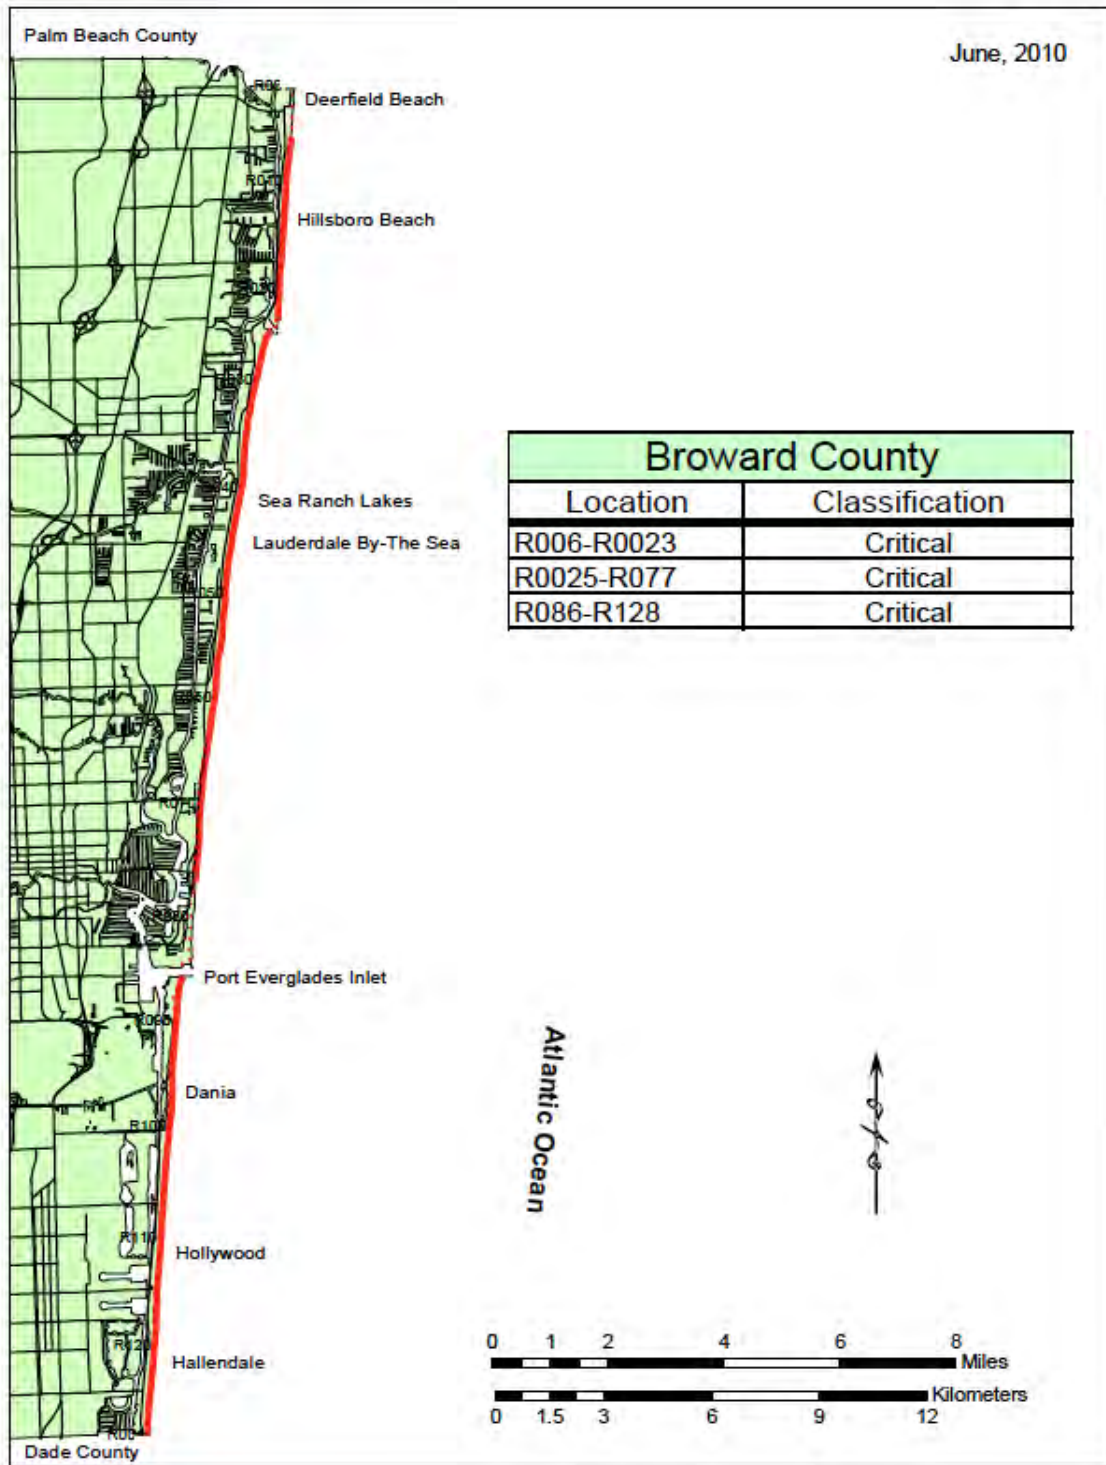 Palm Beach County
June, 2010
Deerfield Beach
Hillsboro Beach
Broward County
Location Classification
R006-R0023 Critical
R0025-R077 Critical
R086-R128 Critical
Sea Ranch Lakes
Lauderdale By-The Sea
Port Everglades Inlet
Dania
Atlantic Ocean
R110
Hollywood
R120
Hallendale
0 1 2 4 6 8
Miles
Kilometers
0 1.5 3 6 9 12
Dade County